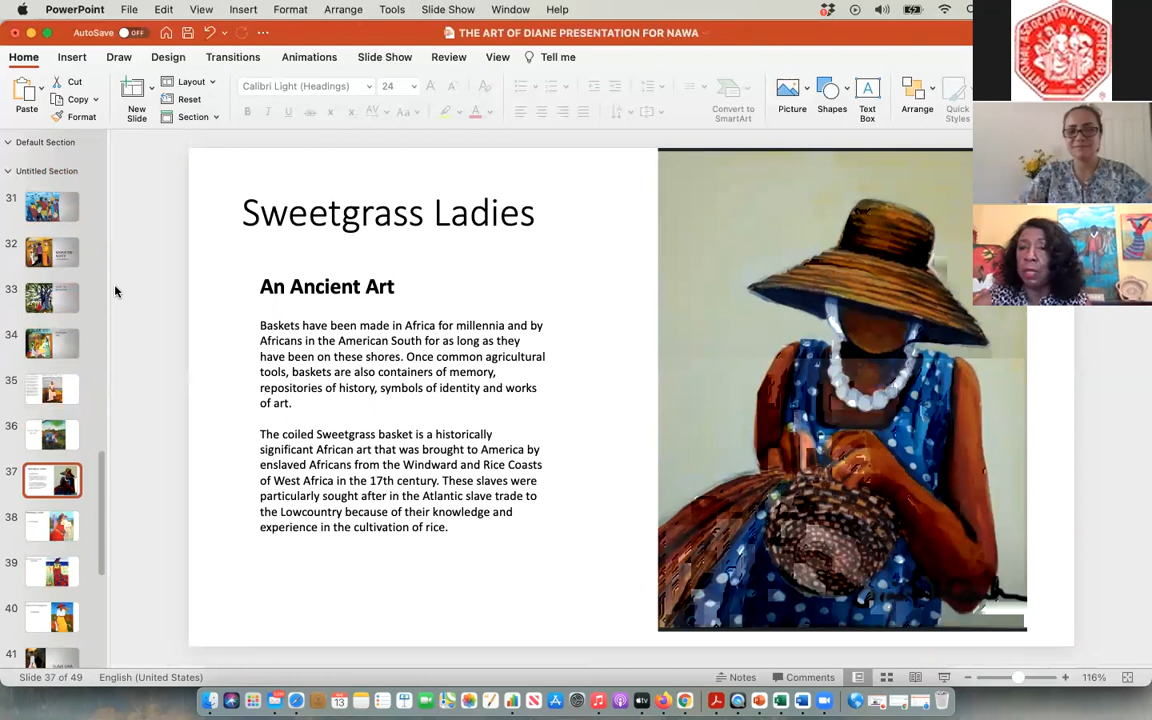 PowerPoint File Edit View Insert Format Arrange Tools Slide Show Window Help
AutoSave OFF
THE ART OF DIANE PRESENTATION FOR NAWA
Home Insert Draw Design Transitions Animations Slide Show Review View Tell me
Paste
Cut
Copy
Format
New Slide
Layout
Reset
Section
Calibri Light (Headings) 24
Convert to SmartArt
Picture
Shapes
Text Box
Arrange
Quick Styles
Default Section
Untitled Section
31
32
33
34
35
36
37
38
39
40
41
Sweetgrass Ladies
An Ancient Art
Baskets have been made in Africa for millennia and by
Africans in the American South for as long as they
have been on these shores. Once common agricultural
tools, baskets are also containers of memory,
repositories of history, symbols of identity and works
of art.
The coiled Sweetgrass basket is a historically
significant African art that was brought to America by
enslaved Africans from the Windward and Rice Coasts
of West Africa in the 17th century. These slaves were
particularly sought after in the Atlantic slave trade to
the Lowcountry because of their knowledge and
experience in the cultivation of rice.
Slide 37 of 49 English (United States)
Notes Comments 116%